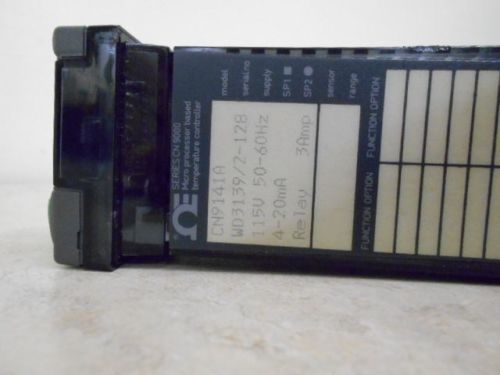 SERIES CN 9000
Micro processor based
temperature controller
model
serial no
supply
SP1
SP2
sensor
range
CN9141A
WD3139/2-128
115V 50-60Hz
4-20mA
Relay 3Amp
FUNCTION OPTION FUNCTION OPTION